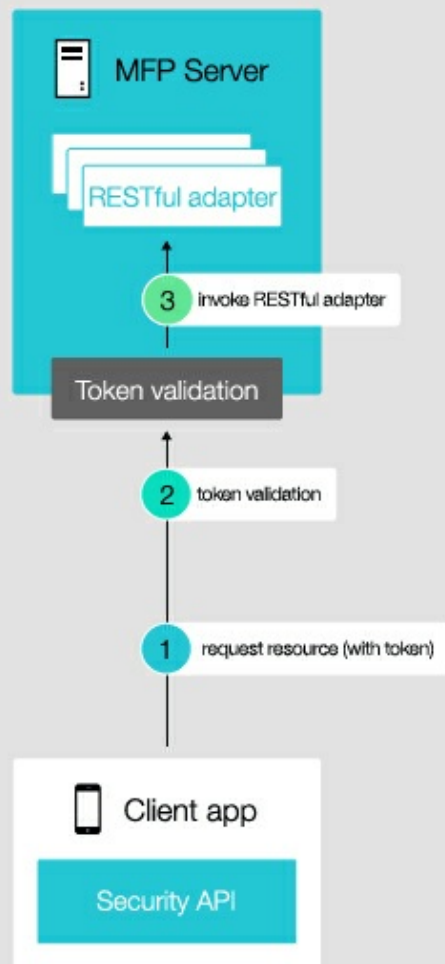 MFP Server
RESTful adapter
3 invoke RESTful adapter
Token validation
2 token validation
1 request resource (with token)
Client app
Security API